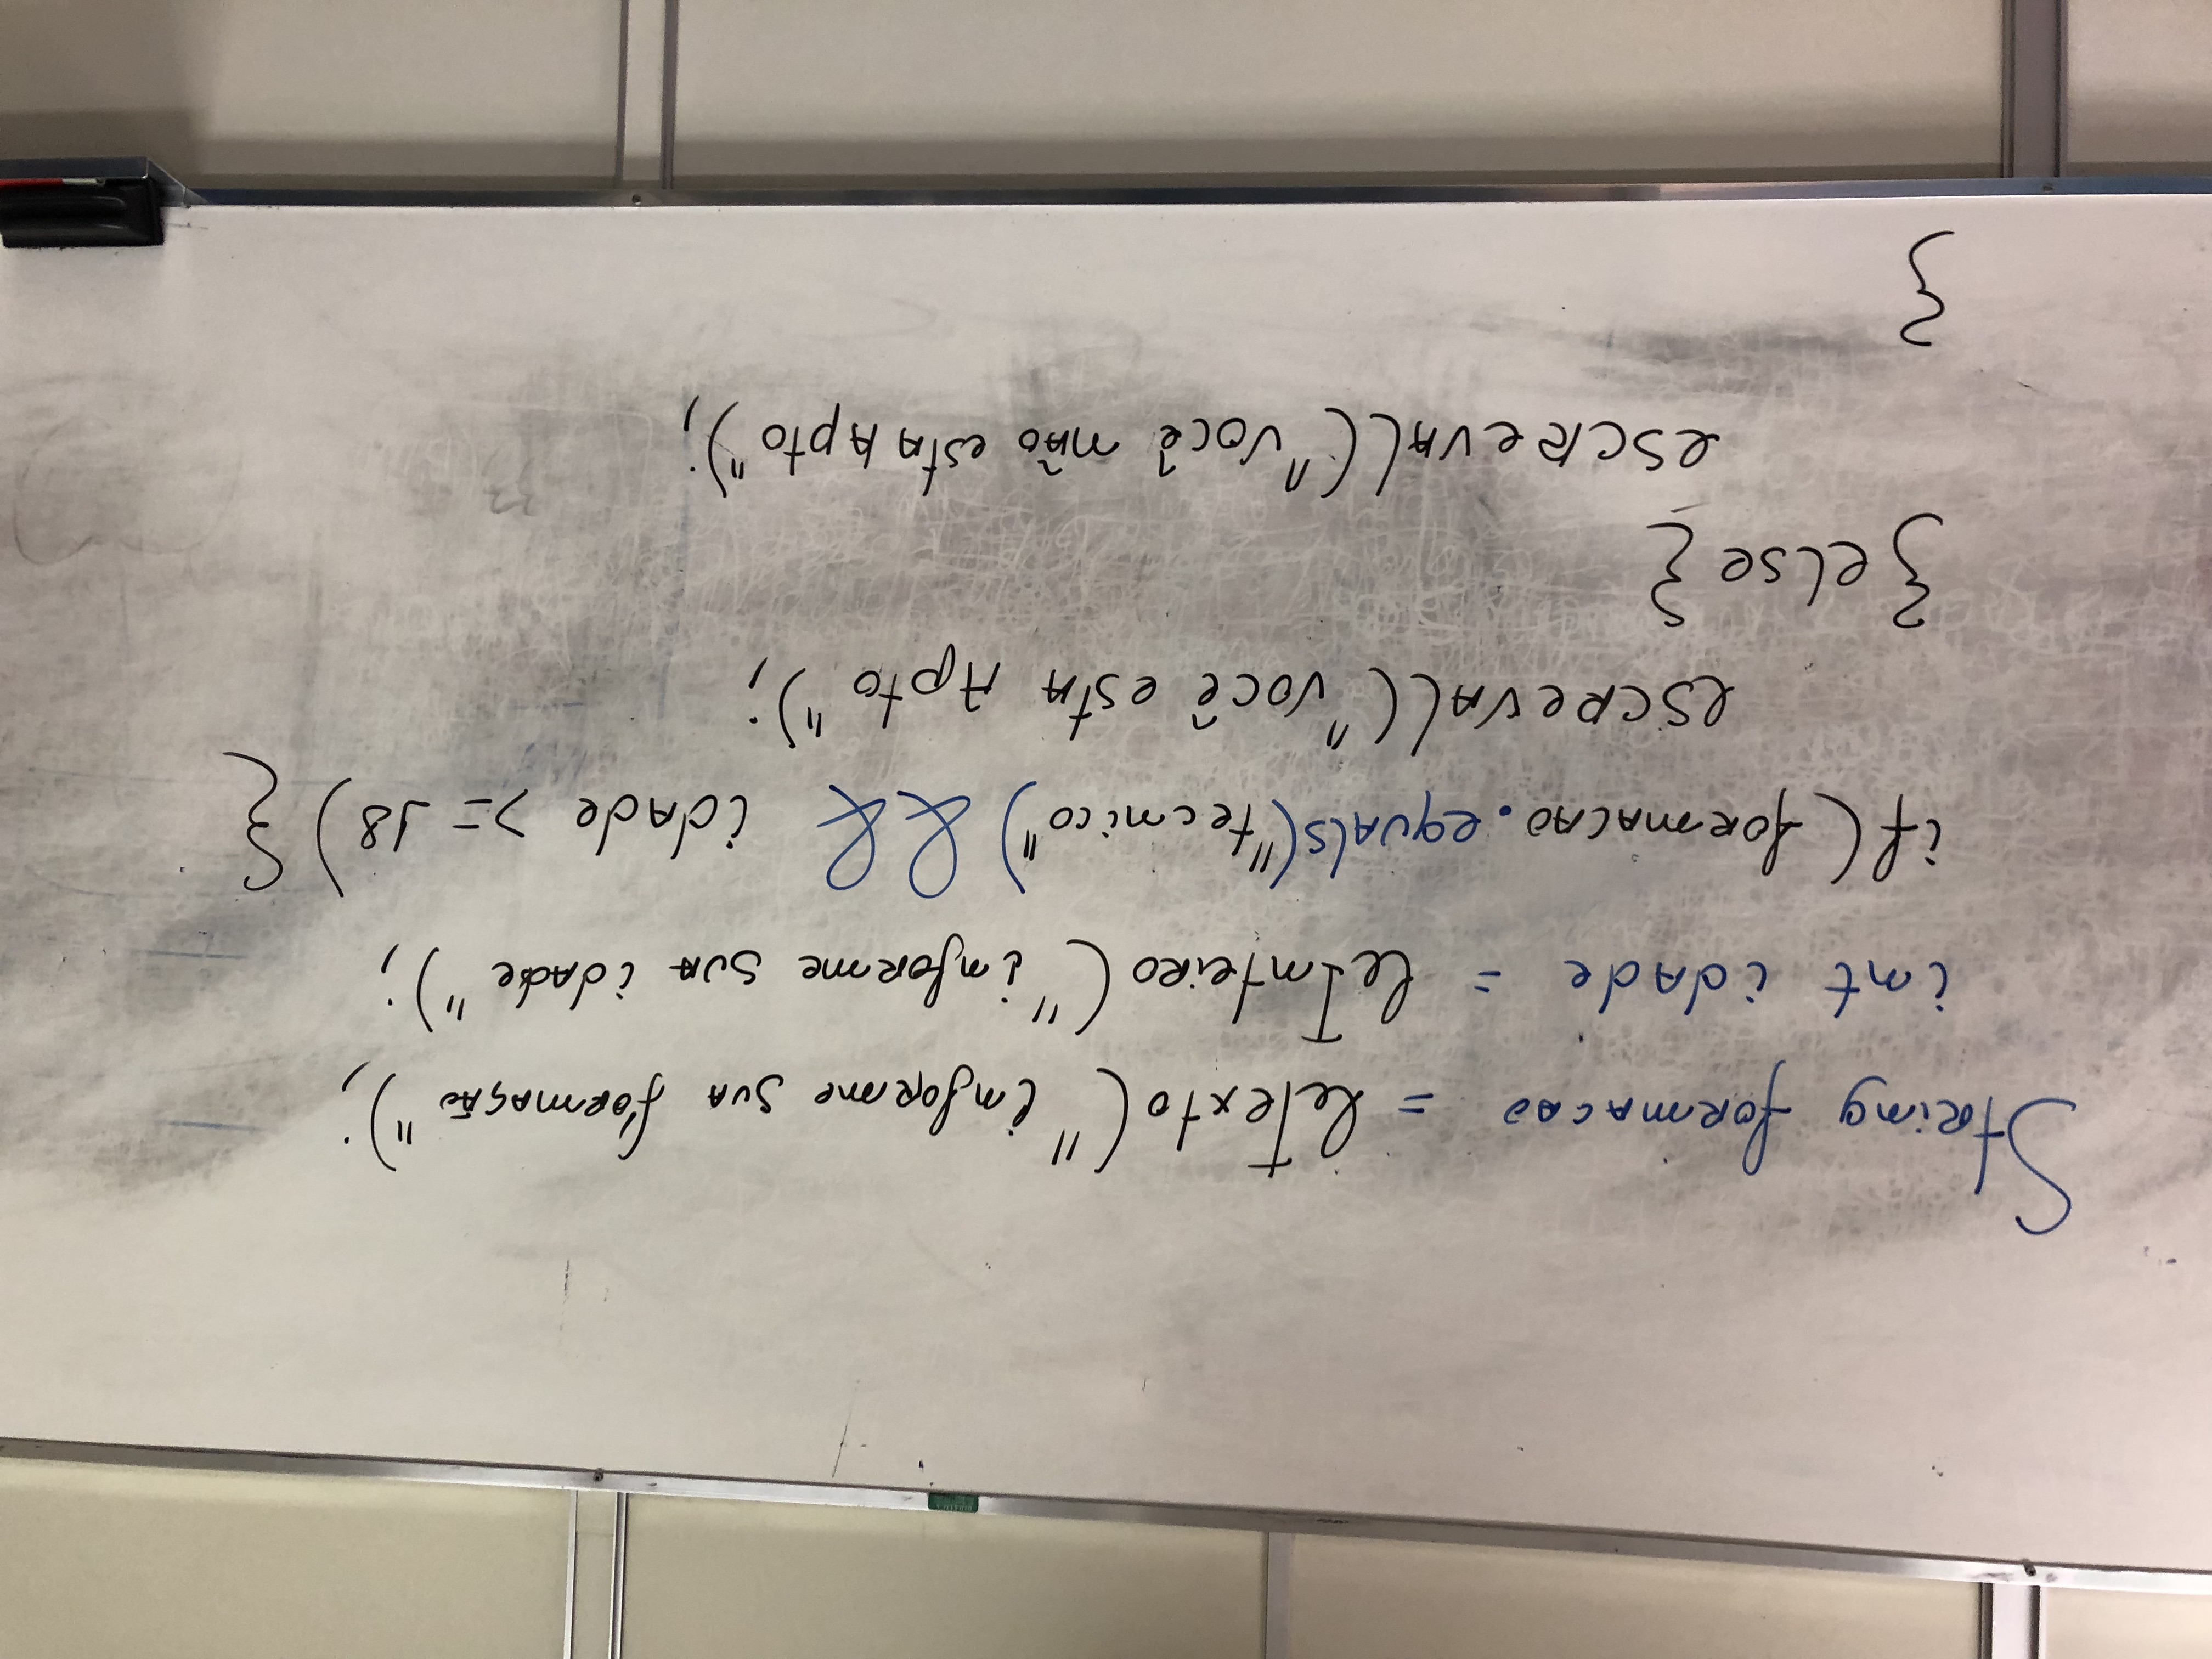 String formacao = leTexto("informe sua formação");
int idade = leInteiro("informe sua idade");
if(formacao.equals("tecnico") && idade >= 18){
escreval("você esta Apto");
}else{
escreval("você não esta Apto");
}